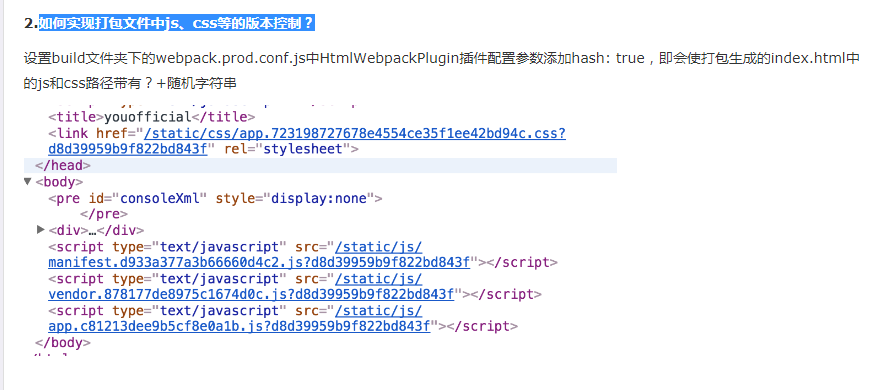 2.如何实现打包文件中js、css等的版本控制？
设置build文件夹下的webpack.prod.conf.js中HtmlWebpackPlugin插件配置参数添加hash: true，即会使打包生成的index.html中
的js和css路径带有？+随机字符串
<title>youofficial</title>
<link href="/static/css/app.723198727678e4554ce35f1ee42bd94c.css?
d8d39959b9f822bd843f" rel="stylesheet">
</head>
▼<body>
<pre id="consoleXml" style="display:none">
</pre>
▶<div>…</div>
<script type="text/javascript" src="/static/js/
manifest.d933a377a3b66660d4c2.js?d8d39959b9f822bd843f"></script>
<script type="text/javascript" src="/static/js/
vendor.878177de8975c1674d0c.js?d8d39959b9f822bd843f"></script>
<script type="text/javascript" src="/static/js/
app.c81213dee9b5cf8e0a1b.js?d8d39959b9f822bd843f"></script>
</body>